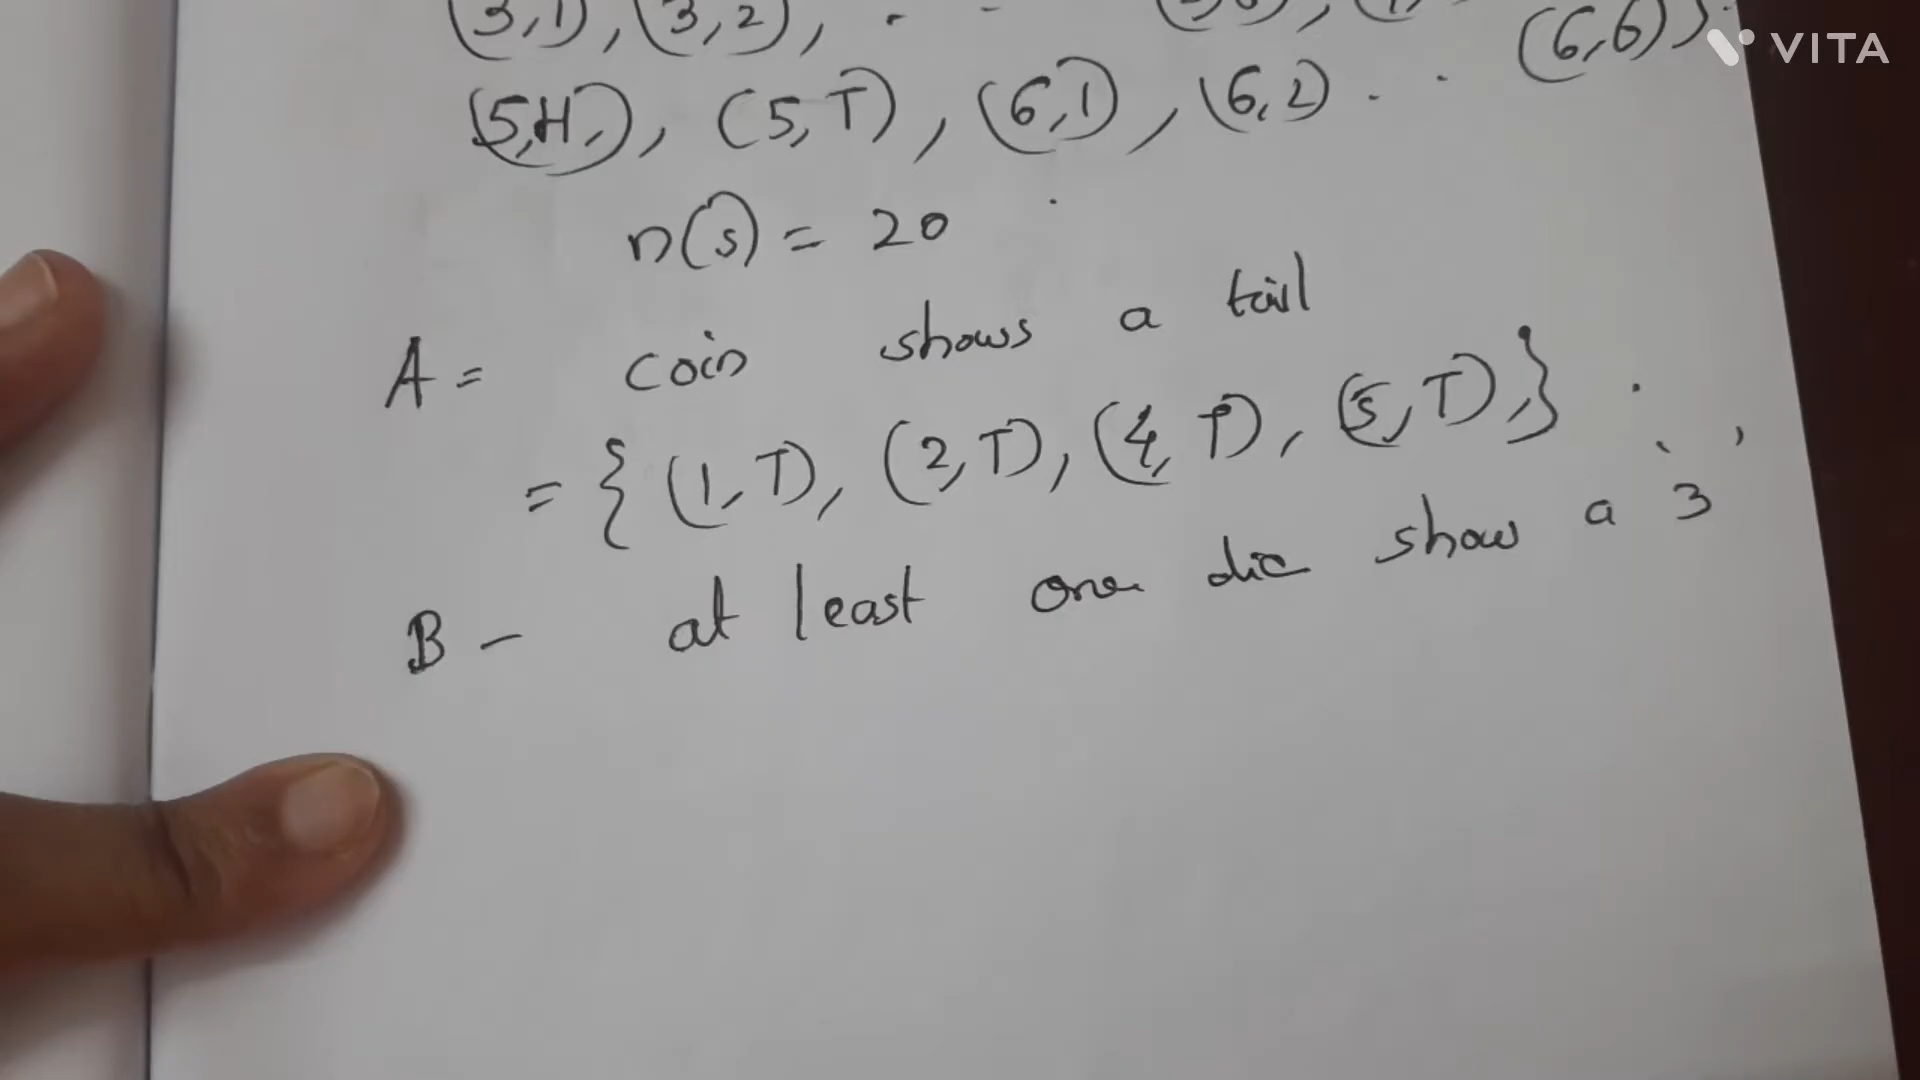 (3,1), (3,2), . -
(6,6)}.
VITA
(5,H), (5,T), (6,1), (6,2) . .
n(s) = 20
A = coin shows a tail
= { (1,T), (2,T), (4,T), (5,T) }
B - at least one die show a 3